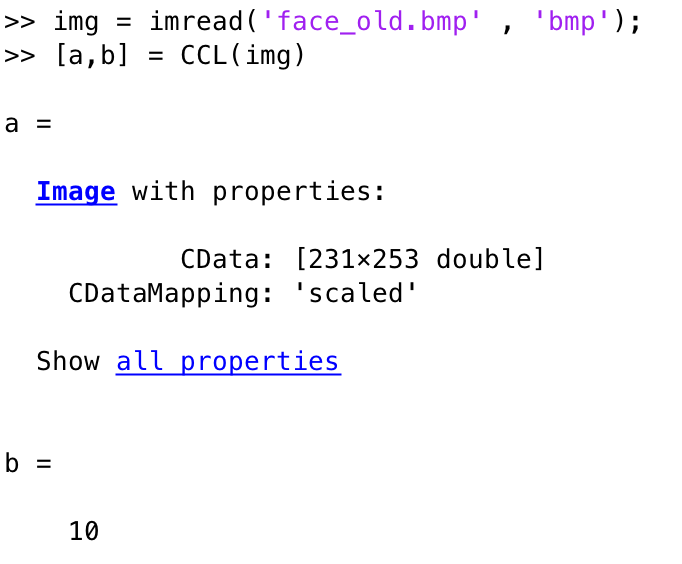 >> img = imread('face_old.bmp' , 'bmp');
>> [a,b] = CCL(img)
a =
Image with properties:
CData: [231×253 double]
CDataMapping: 'scaled'
Show all properties
b =
10